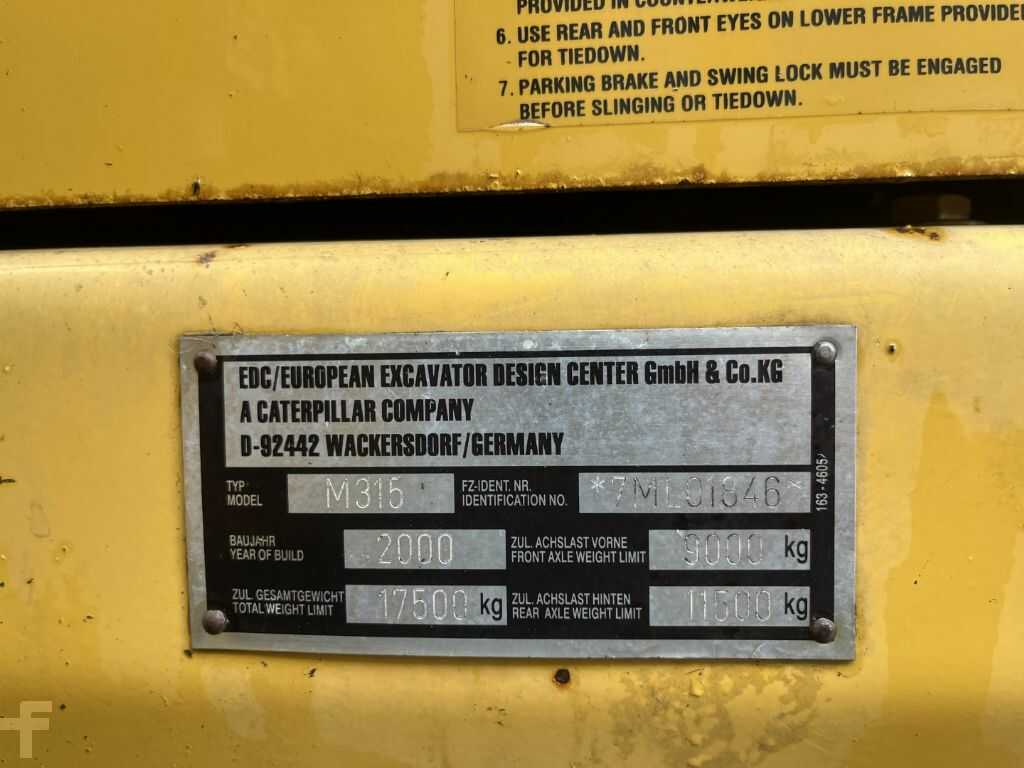 PROVIDED IN COUNTERWEI
6. USE REAR AND FRONT EYES ON LOWER FRAME PROVIDE
FOR TIEDOWN.
7. PARKING BRAKE AND SWING LOCK MUST BE ENGAGED
BEFORE SLINGING OR TIEDOWN.
EDC/EUROPEAN EXCAVATOR DESIGN CENTER GmbH & Co.KG
A CATERPILLAR COMPANY
D-92442 WACKERSDORF/GERMANY
TYP
MODEL
M315
FZ-IDENT. NR.
IDENTIFICATION NO.
*7ML01846*
BAUJAHR
YEAR OF BUILD
2000
ZUL. ACHSLAST VORNE
FRONT AXLE WEIGHT LIMIT
9000 kg
ZUL. GESAMTGEWICHT
TOTAL WEIGHT LIMIT
17500 kg
ZUL. ACHSLAST HINTEN
REAR AXLE WEIGHT LIMIT
11500 kg
163-4605